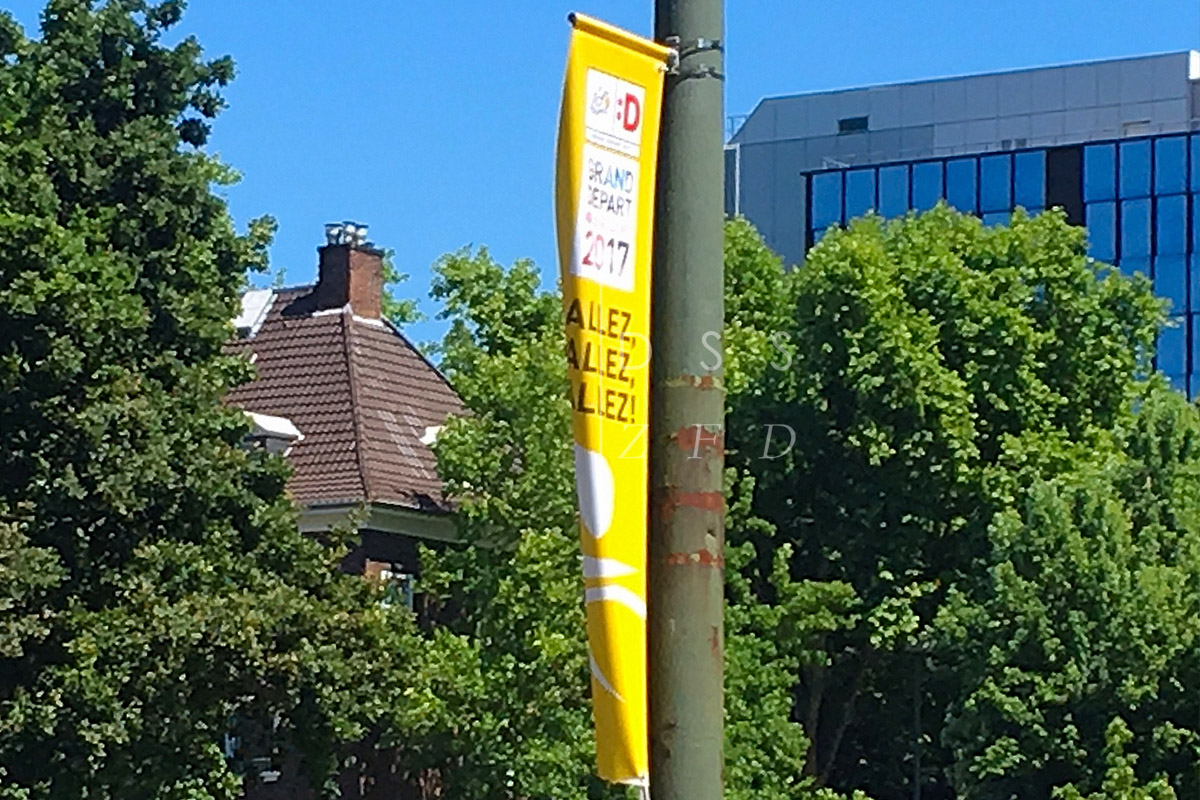 :D
GRAND
DEPART
2017
ALLEZ,
ALLEZ,
ALLEZ!
D S S
Z F D